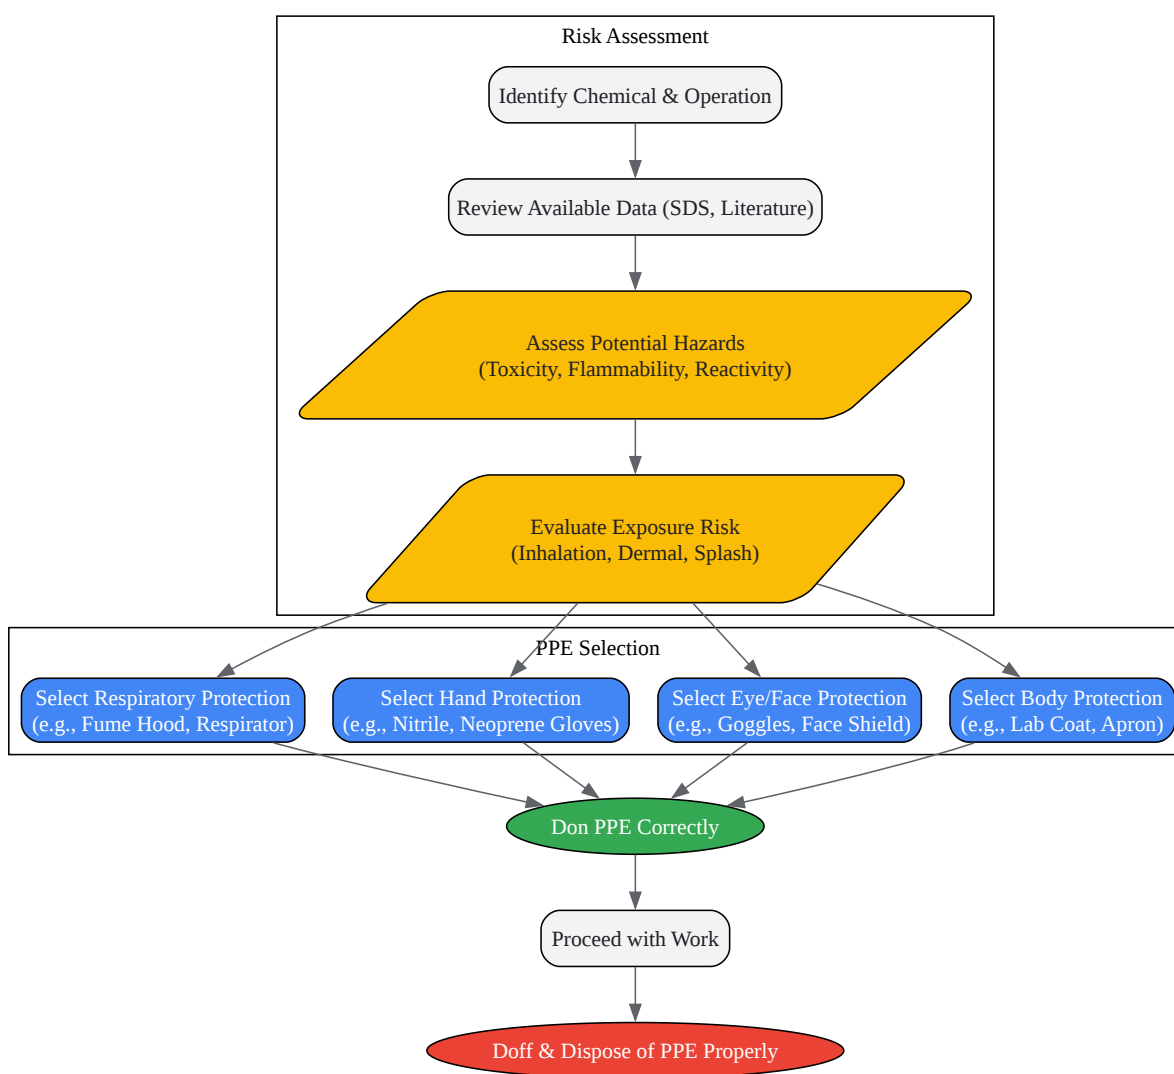 Risk Assessment
Identify Chemical & Operation
Review Available Data (SDS, Literature)
Assess Potential Hazards
(Toxicity, Flammability, Reactivity)
Evaluate Exposure Risk
(Inhalation, Dermal, Splash)
PPE Selection
Select Respiratory Protection
(e.g., Fume Hood, Respirator)
Select Hand Protection
(e.g., Nitrile, Neoprene Gloves)
Select Eye/Face Protection
(e.g., Goggles, Face Shield)
Select Body Protection
(e.g., Lab Coat, Apron)
Don PPE Correctly
Proceed with Work
Doff & Dispose of PPE Properly